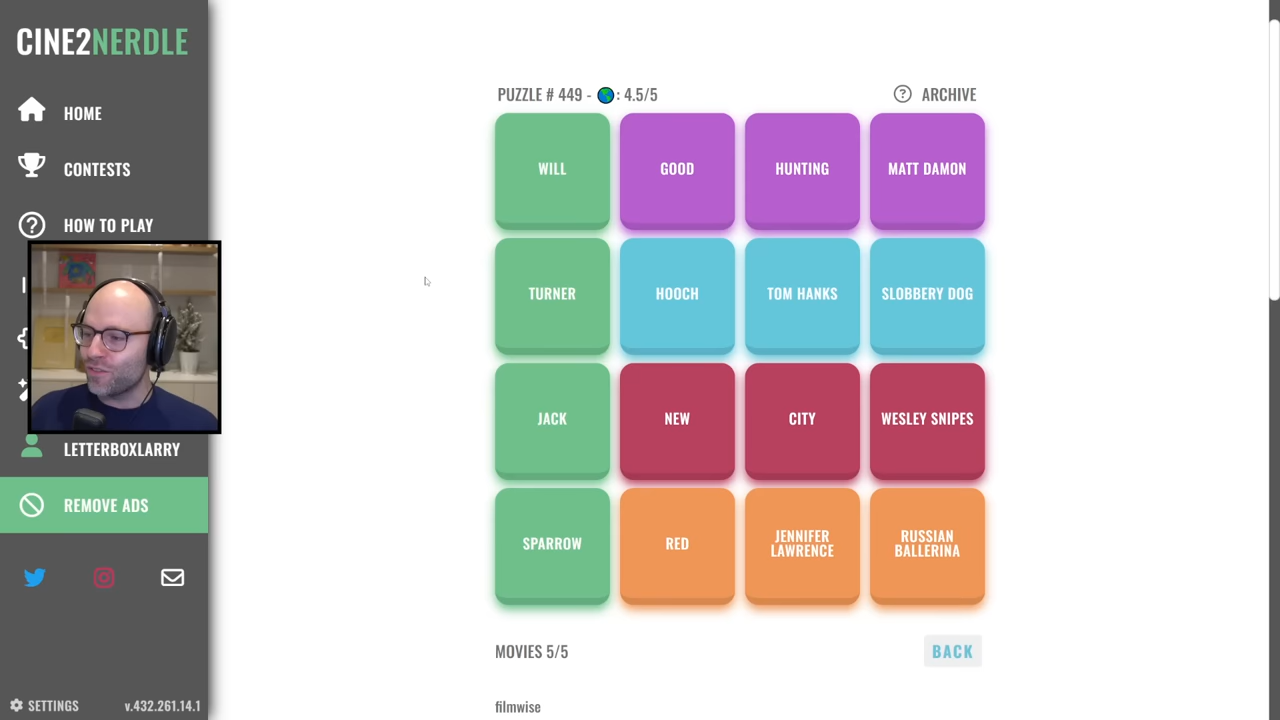 CINE2NERDLE
HOME
CONTESTS
HOW TO PLAY
LETTERBOXLARRY
REMOVE ADS
SETTINGS
v.432.261.14.1
PUZZLE # 449 - : 4.5/5
ARCHIVE
WILL
GOOD
HUNTING
MATT DAMON
TURNER
HOOCH
TOM HANKS
SLOBBERY DOG
JACK
NEW
CITY
WESLEY SNIPES
SPARROW
RED
JENNIFER
LAWRENCE
RUSSIAN
BALLERINA
MOVIES 5/5
BACK
filmwise